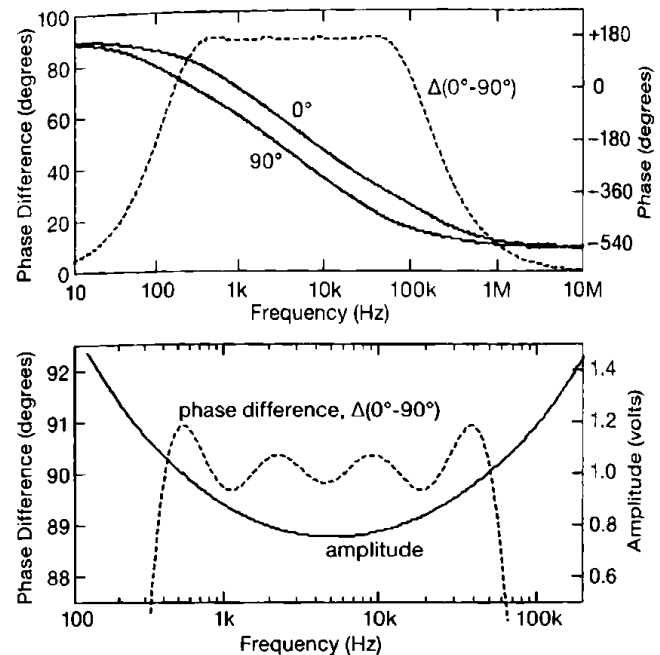 Phase Difference (degrees)
100
80
60
40
20
0
0°
90°
Δ(0°-90°)
+180
0
−180
−360
−540
Phase (degrees)
10
100
1k
10k
100k
1M
10M
Frequency (Hz)
Phase Difference (degrees)
92
91
90
89
88
phase difference, Δ(0°-90°)
amplitude
1.4
1.2
1.0
0.8
0.6
Amplitude (volts)
100
1k
10k
100k
Frequency (Hz)